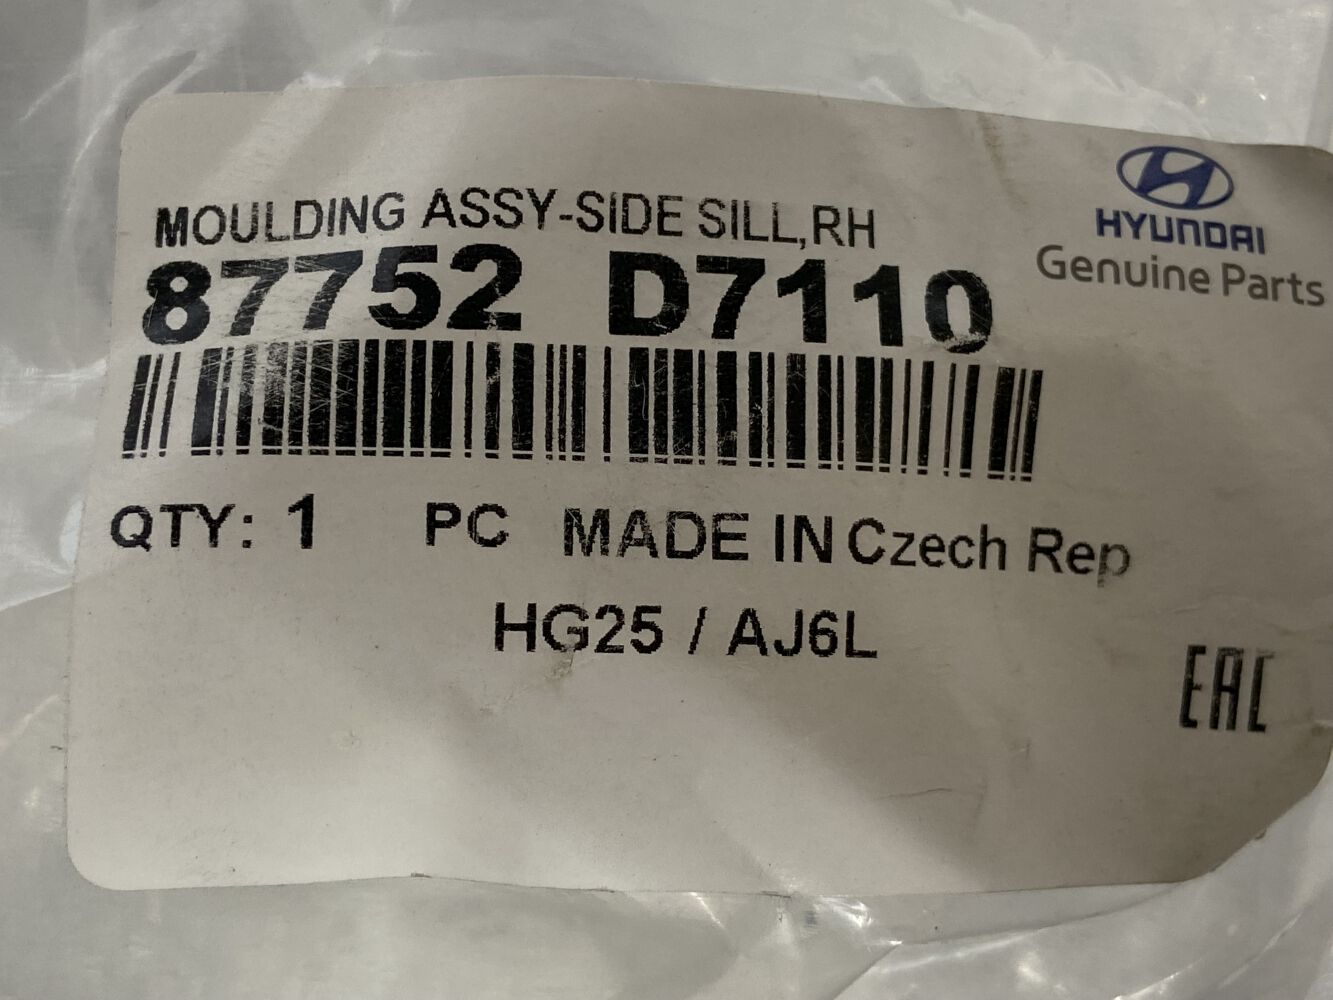 HYUNDAI
Genuine Parts
MOULDING ASSY-SIDE SILL,RH
87752 D7110
QTY: 1 PC MADE IN Czech Rep
HG25 / AJ6L
EAC